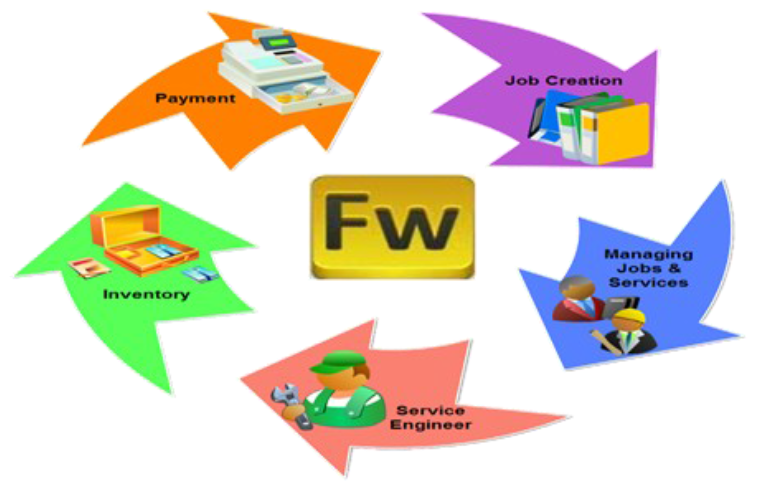 Payment
Job Creation
Fw
Managing
Jobs &
Services
Inventory
Service
Engineer